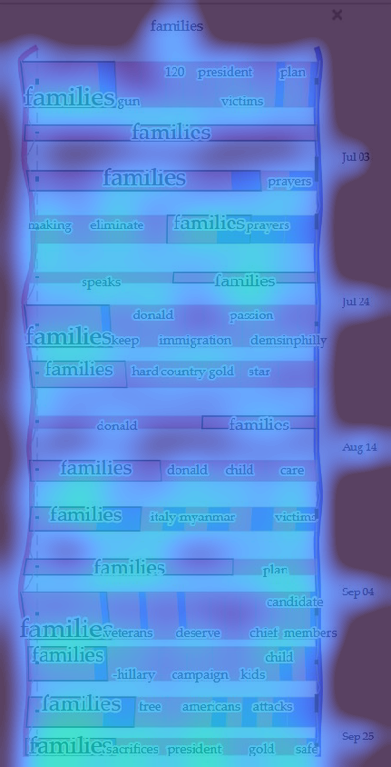 families
120 president plan
families gun victims
families
Jul 03
families prayers
making eliminate families prayers
speaks families
Jul 24
donald passion
families keep immigration demsinphilly
families hard country gold star
donald families
Aug 14
families donald child care
families italy myanmar victims
families plan
Sep 04
candidate
families veterans deserve chief members
families child
-hillary campaign kids
families free americans attacks
Sep 25
families sacrifices president gold safe